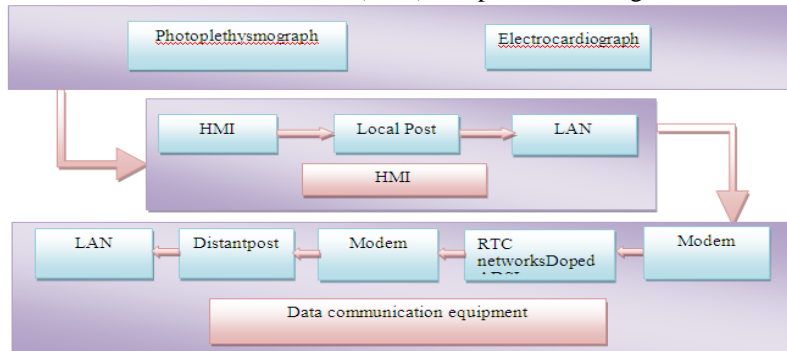 Photoplethysmograph
Electrocardiograph
HMI
Local Post
LAN
HMI
LAN
Distantpost
Modem
RTC
networksDoped
Modem
Data communication equipment